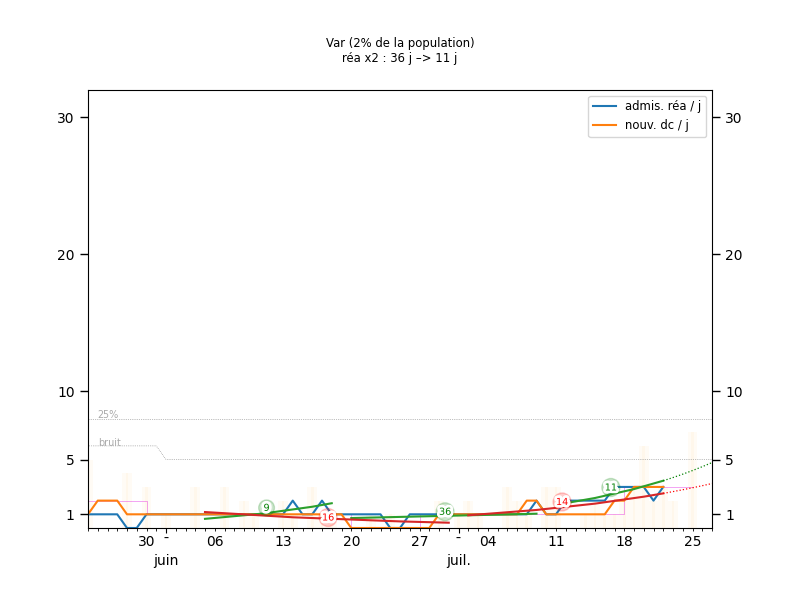 Var (2% de la population)
réa x2 : 36 j –> 11 j
admis. réa / j
nouv. dc / j
30 30
20 20
10 10
25%
bruit
5 5
1 1
9 16 36 14 11
30 - 06 13 20 27 - 04 11 18 25
juin juil.